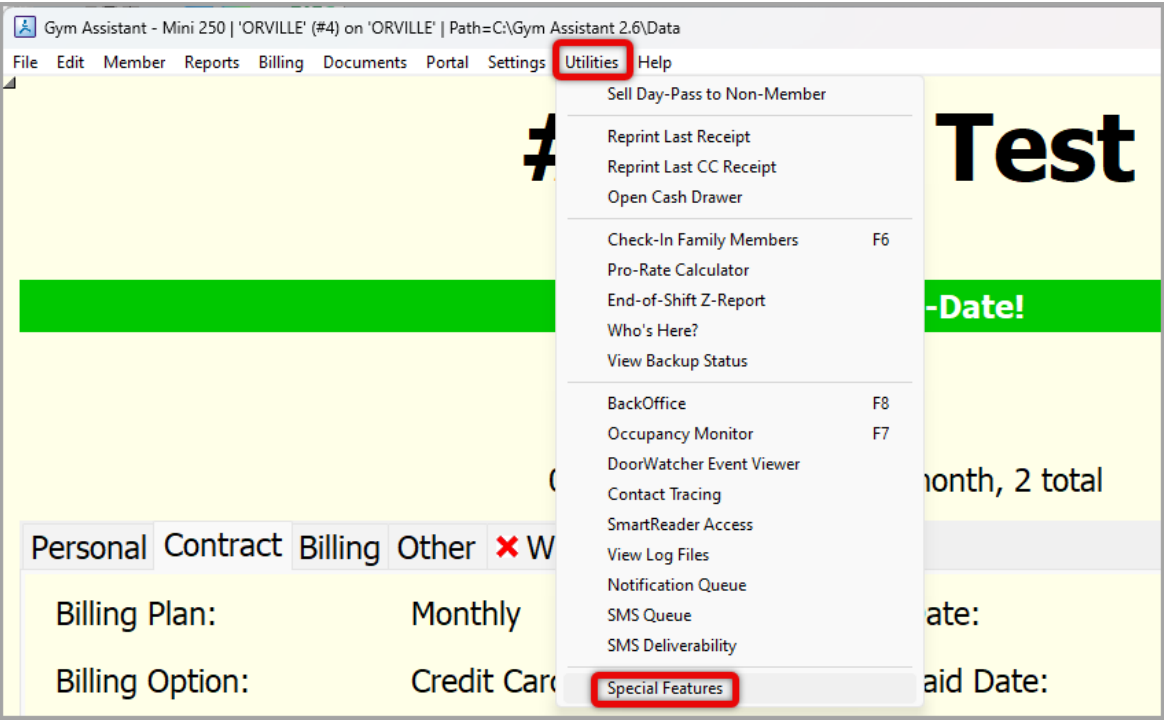 Gym Assistant - Mini 250 | 'ORVILLE' (#4) on 'ORVILLE' | Path=C:\Gym Assistant 2.6\Data
File Edit Member Reports Billing Documents Portal Settings Utilities Help
Sell Day-Pass to Non-Member
# Test
Reprint Last Receipt
Reprint Last CC Receipt
Open Cash Drawer
Check-In Family Members F6
Pro-Rate Calculator
End-of-Shift Z-Report
-Date!
Who's Here?
View Backup Status
BackOffice F8
Occupancy Monitor F7
DoorWatcher Event Viewer
onth, 2 total
Contact Tracing
SmartReader Access
Personal Contract Billing Other ✖ W
View Log Files
Notification Queue
SMS Queue
Billing Plan: Monthly ate:
SMS Deliverability
Special Features
Billing Option: Credit Card aid Date: